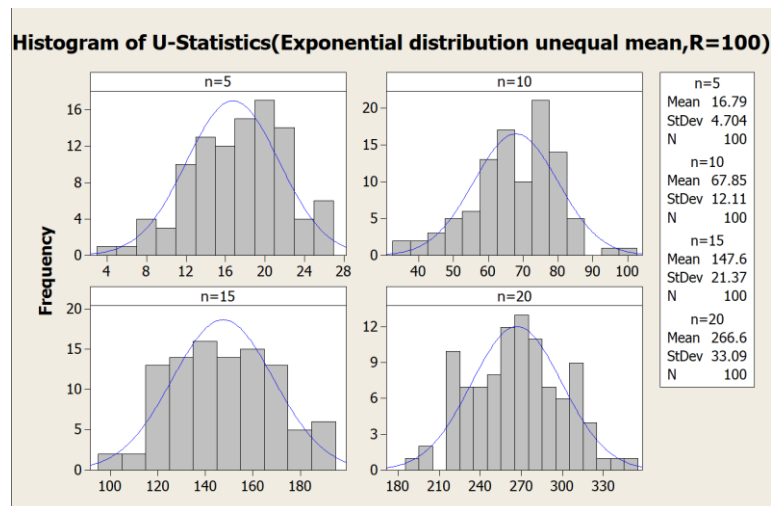 Histogram of U-Statistics(Exponential distribution unequal mean,R=100)
n=5
n=10
16
12
8
4
0
4 8 12 16 20 24 28
20
15
10
5
0
40 50 60 70 80 90 100
n=15
n=20
20
15
10
5
0
100 120 140 160 180
12
9
6
3
0
180 210 240 270 300 330
Frequency
n=5
Mean 16.79
StDev 4.704
N 100
n=10
Mean 67.85
StDev 12.11
N 100
n=15
Mean 147.6
StDev 21.37
N 100
n=20
Mean 266.6
StDev 33.09
N 100